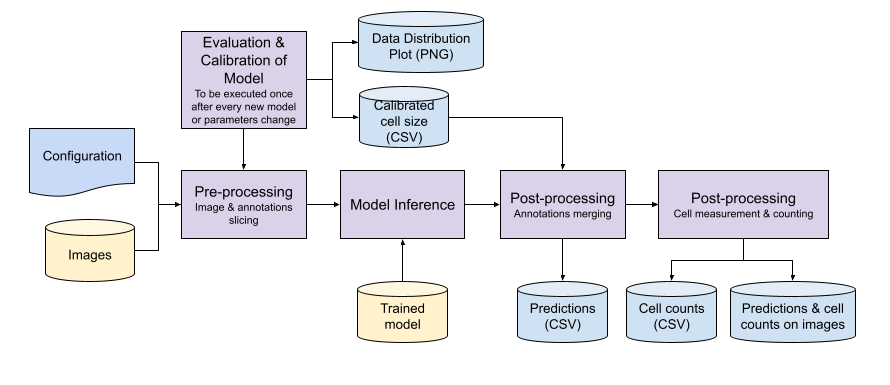 Evaluation &
Calibration of
Model
To be executed once
after every new model
or parameters change
Data Distribution
Plot (PNG)
Calibrated
cell size
(CSV)
Configuration
Images
Pre-processing
Image & annotations
slicing
Model Inference
Post-processing
Annotations merging
Post-processing
Cell measurement & counting
Trained
model
Predictions
(CSV)
Cell counts
(CSV)
Predictions & cell
counts on images